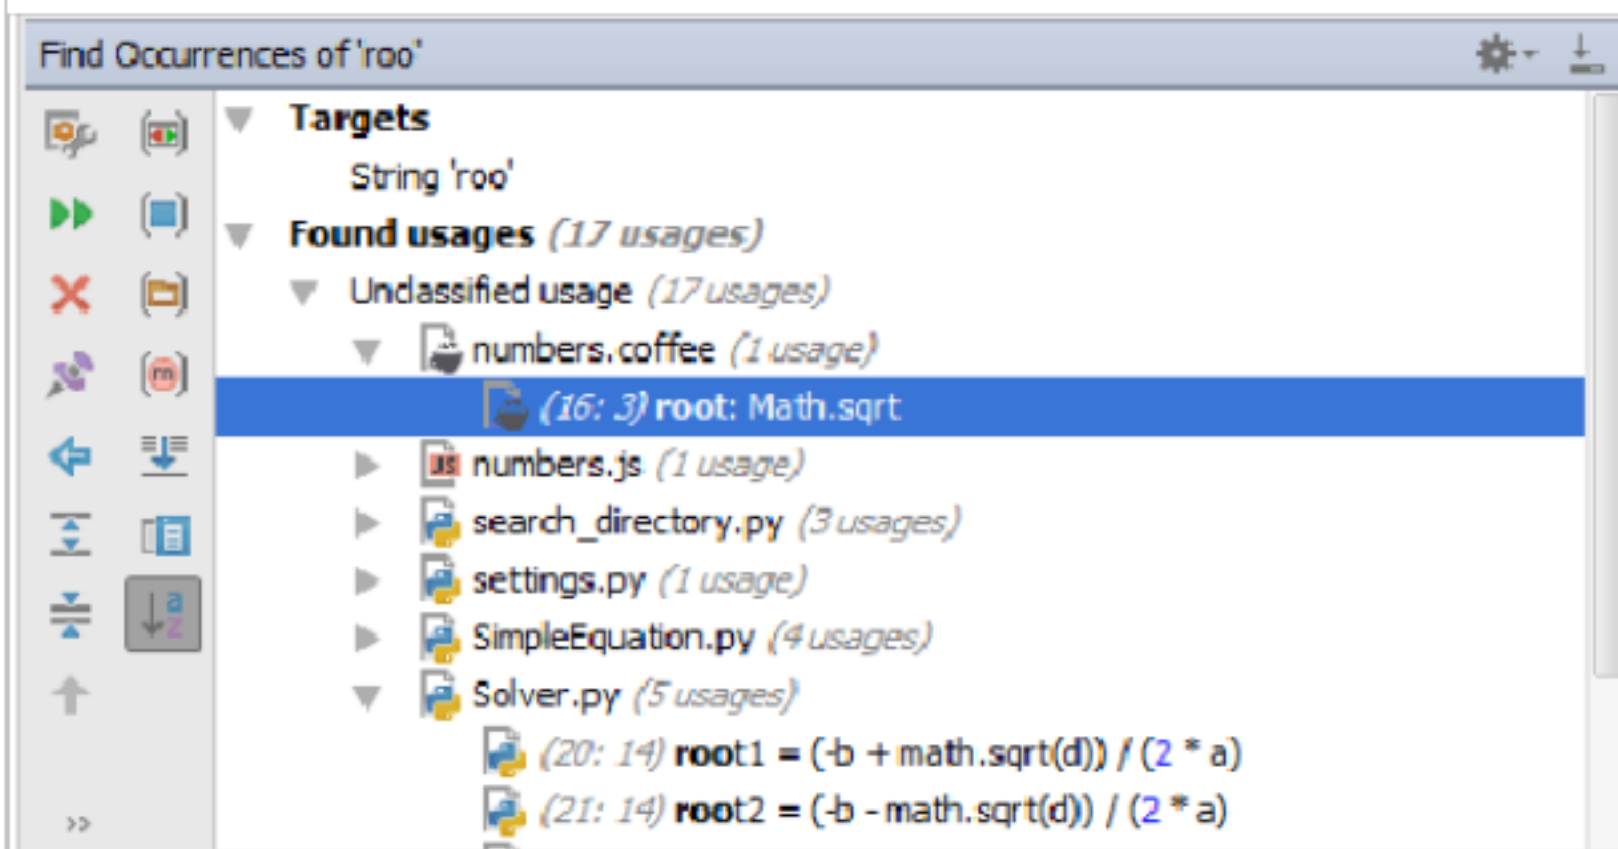 Find Occurrences of 'roo'
Targets
String 'roo'
Found usages (17 usages)
Unclassified usage (17 usages)
numbers.coffee (1 usage)
(16: 3) root: Math.sqrt
numbers.js (1 usage)
search_directory.py (3 usages)
settings.py (1 usage)
SimpleEquation.py (4 usages)
Solver.py (5 usages)
(20: 14) root1 = (-b + math.sqrt(d)) / (2 * a)
(21: 14) root2 = (-b - math.sqrt(d)) / (2 * a)